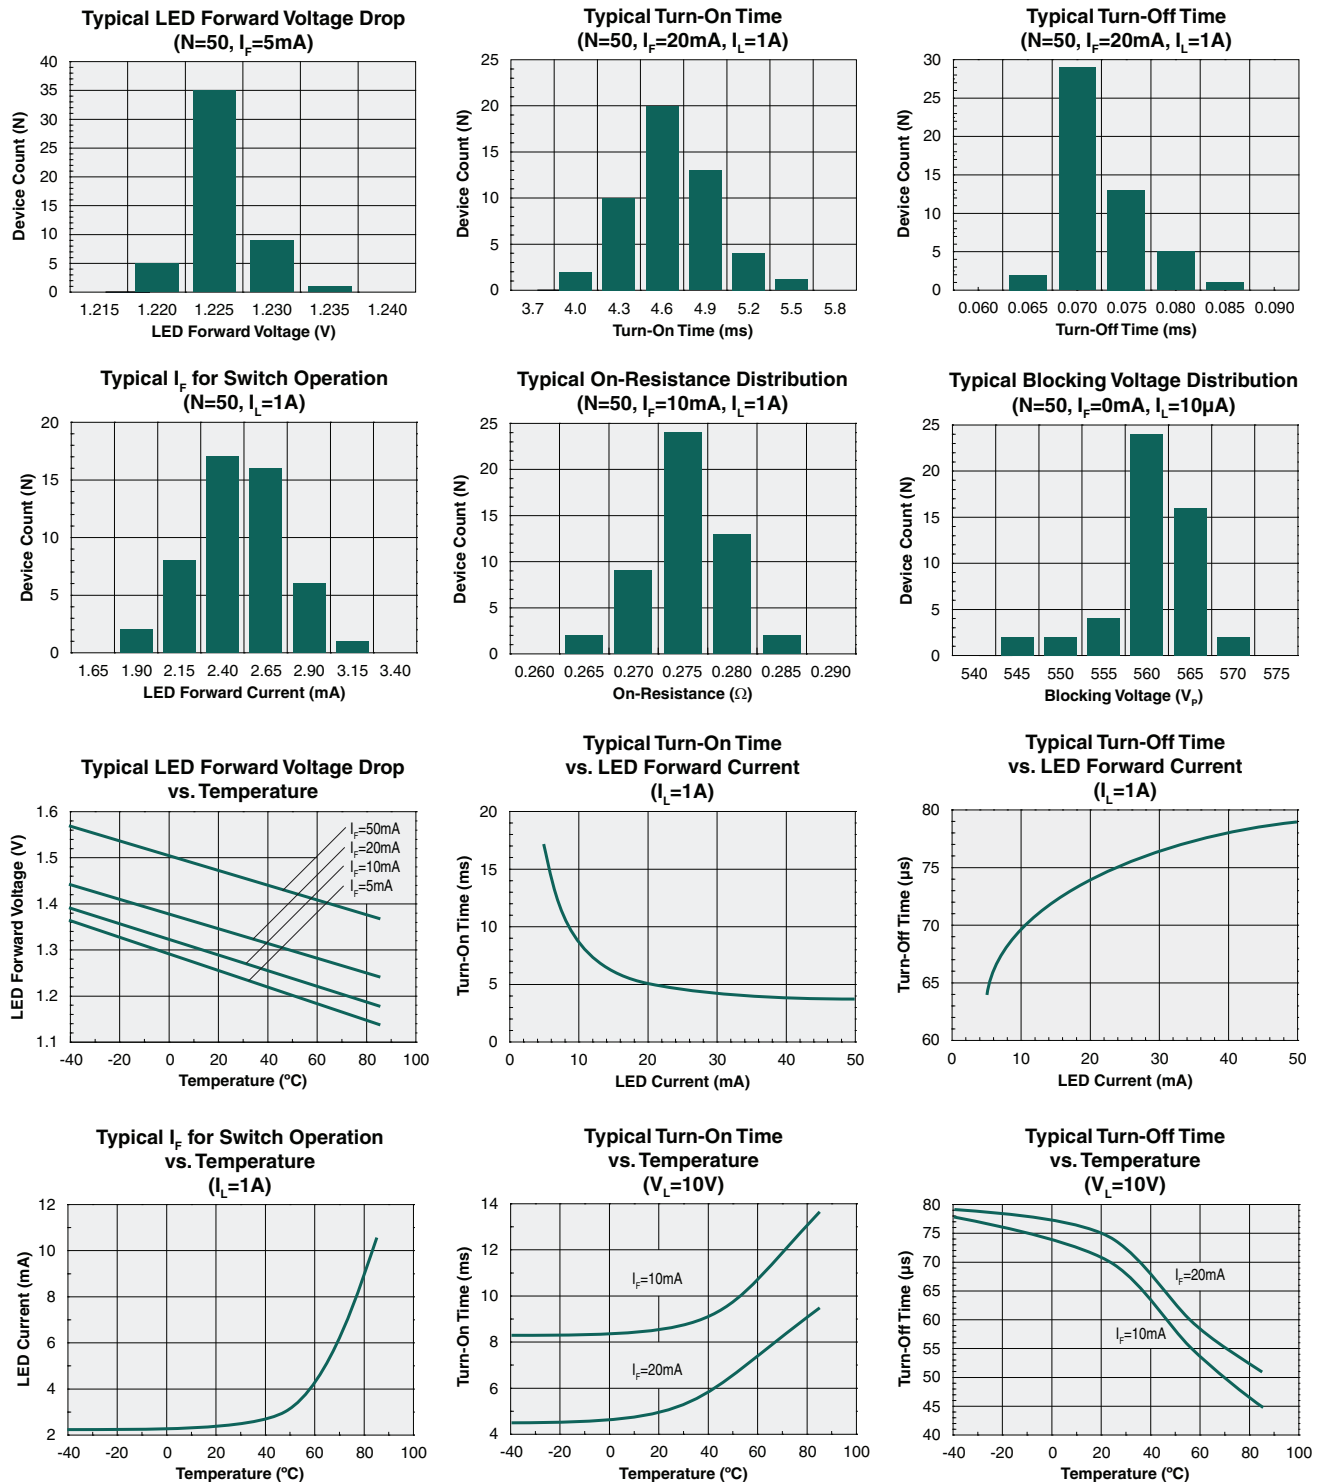 Typical LED Forward Voltage Drop
(N=50, IF=5mA)
Device Count (N)
40
35
30
25
20
15
10
5
0
1.215 1.220 1.225 1.230 1.235 1.240
LED Forward Voltage (V)
Typical Turn-On Time
(N=50, IF=20mA, IL=1A)
Device Count (N)
25
20
15
10
5
0
3.7 4.0 4.3 4.6 4.9 5.2 5.5 5.8
Turn-On Time (ms)
Typical Turn-Off Time
(N=50, IF=20mA, IL=1A)
Device Count (N)
30
25
20
15
10
5
0
0.060 0.065 0.070 0.075 0.080 0.085 0.090
Turn-Off Time (ms)
Typical IF for Switch Operation
(N=50, IL=1A)
Device Count (N)
20
15
10
5
0
1.65 1.90 2.15 2.40 2.65 2.90 3.15 3.40
LED Forward Current (mA)
Typical On-Resistance Distribution
(N=50, IF=10mA, IL=1A)
Device Count (N)
25
20
15
10
5
0
0.260 0.265 0.270 0.275 0.280 0.285 0.290
On-Resistance (Ω)
Typical Blocking Voltage Distribution
(N=50, IF=0mA, IL=10µA)
Device Count (N)
25
20
15
10
5
0
540 545 550 555 560 565 570 575
Blocking Voltage (VP)
Typical LED Forward Voltage Drop
vs. Temperature
LED Forward Voltage (V)
1.6
1.5
1.4
1.3
1.2
1.1
IF=50mA
IF=20mA
IF=10mA
IF=5mA
-40 -20 0 20 40 60 80 100
Temperature (ºC)
Typical Turn-On Time
vs. LED Forward Current
(IL=1A)
Turn-On Time (ms)
20
15
10
5
0
0 10 20 30 40 50
LED Current (mA)
Typical Turn-Off Time
vs. LED Forward Current
(IL=1A)
Turn-Off Time (µs)
80
75
70
65
60
0 10 20 30 40 50
LED Current (mA)
Typical IF for Switch Operation
vs. Temperature
(IL=1A)
LED Current (mA)
12
10
8
6
4
2
-40 -20 0 20 40 60 80 100
Temperature (ºC)
Typical Turn-On Time
vs. Temperature
(VL=10V)
Turn-On Time (ms)
14
12
10
8
6
4
IF=10mA
IF=20mA
-40 -20 0 20 40 60 80 100
Temperature (ºC)
Typical Turn-Off Time
vs. Temperature
(VL=10V)
Turn-Off Time (µs)
80
75
70
65
60
55
50
45
40
IF=20mA
IF=10mA
-40 -20 0 20 40 60 80 100
Temperature (ºC)